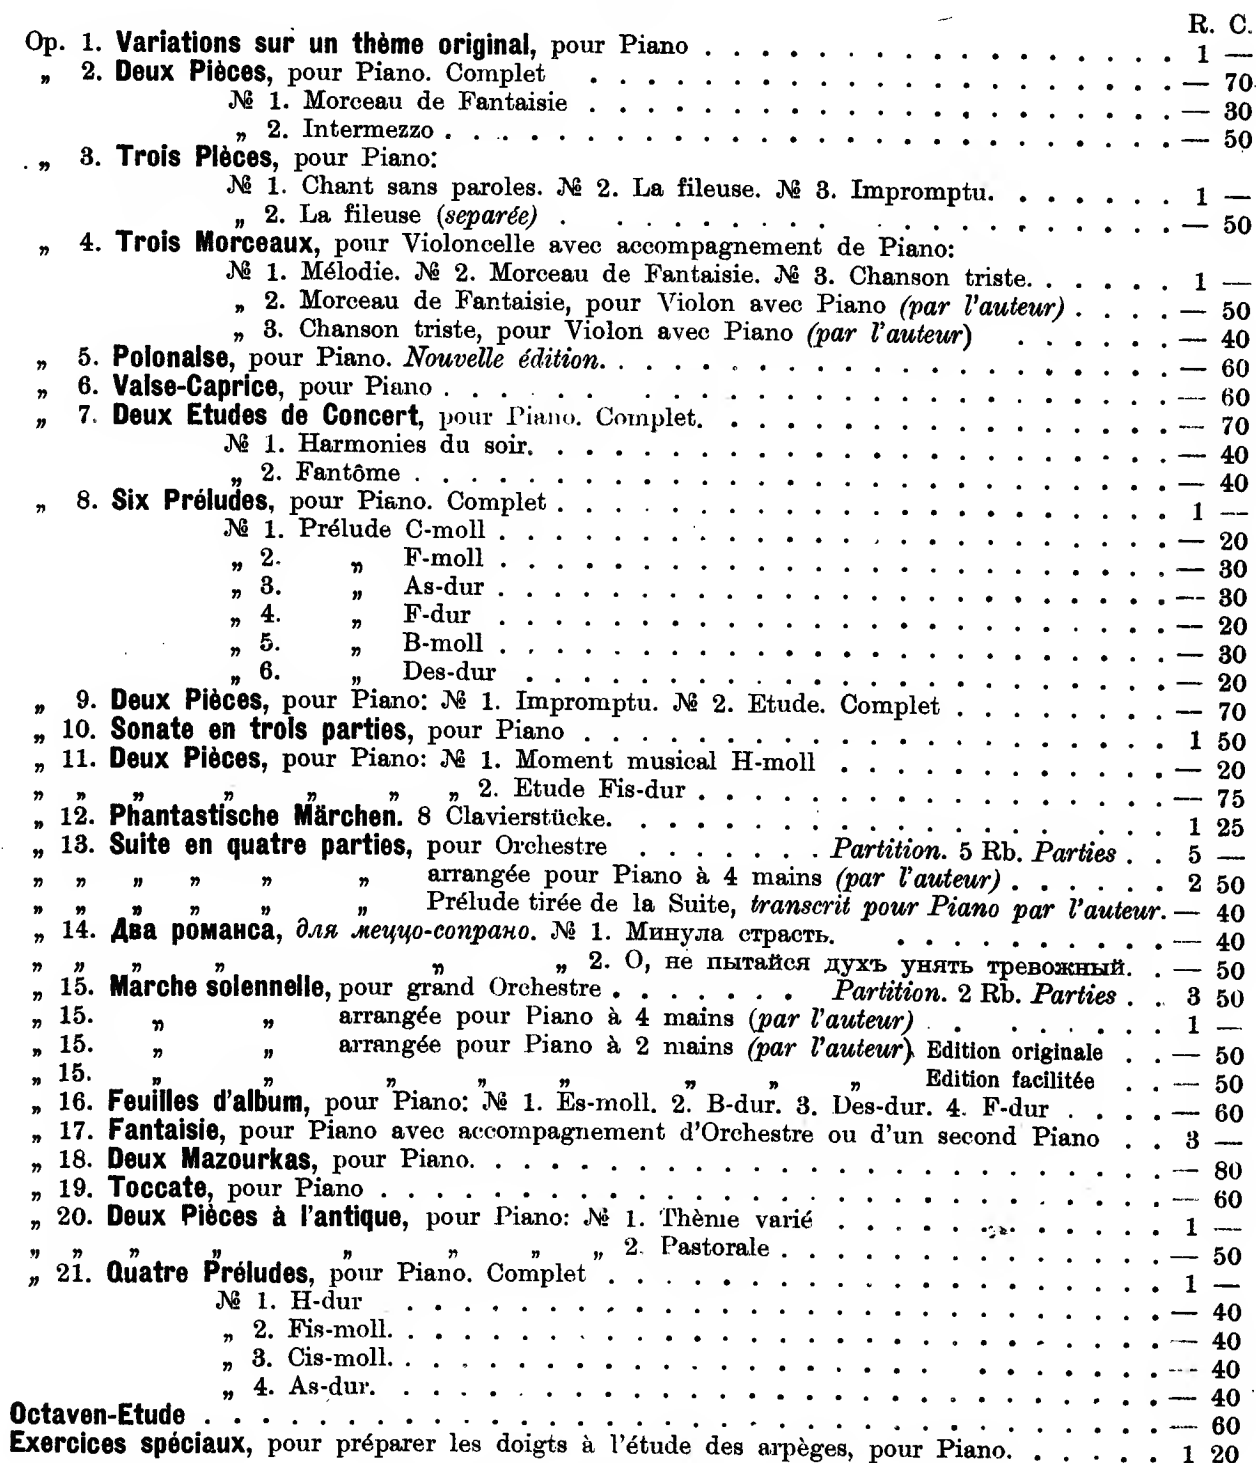 R. C.
Op. 1. Variations sur un thème original, pour Piano . . . . . . . . . . . . . . . . 1 —
„ 2. Deux Pièces, pour Piano. Complet . . . . . . . . . . . . . . . . . . . . — 70
№ 1. Morceau de Fantaisie . . . . . . . . . . . . . . . . . . . . — 30
„ 2. Intermezzo . . . . . . . . . . . . . . . . . . . . . . . . — 50
„ 3. Trois Pièces, pour Piano:
№ 1. Chant sans paroles. № 2. La fileuse. № 3. Impromptu. . . . . . . 1 —
„ 2. La fileuse (separée) . . . . . . . . . . . . . . . . . . . . — 50
„ 4. Trois Morceaux, pour Violoncelle avec accompagnement de Piano:
№ 1. Mélodie. № 2. Morceau de Fantaisie. № 3. Chanson triste. . . . . . 1 —
„ 2. Morceau de Fantaisie, pour Violon avec Piano (par l'auteur) . . . . — 50
„ 3. Chanson triste, pour Violon avec Piano (par l'auteur) . . . . . . — 40
„ 5. Polonaise, pour Piano. Nouvelle édition. . . . . . . . . . . . . . . . . — 60
„ 6. Valse-Caprice, pour Piano . . . . . . . . . . . . . . . . . . . . . . . — 60
„ 7. Deux Etudes de Concert, pour Piano. Complet. . . . . . . . . . . . . . . — 70
№ 1. Harmonies du soir. . . . . . . . . . . . . . . . . . . . . . — 40
„ 2. Fantôme . . . . . . . . . . . . . . . . . . . . . . . . . . — 40
„ 8. Six Préludes, pour Piano. Complet . . . . . . . . . . . . . . . . . . . . 1 —
№ 1. Prélude C-moll . . . . . . . . . . . . . . . . . . . . . . . — 20
„ 2. „ F-moll . . . . . . . . . . . . . . . . . . . . . . . — 30
„ 3. „ As-dur . . . . . . . . . . . . . . . . . . . . . . . — 30
„ 4. „ F-dur . . . . . . . . . . . . . . . . . . . . . . . — 20
„ 5. „ B-moll . . . . . . . . . . . . . . . . . . . . . . . — 30
„ 6. „ Des-dur . . . . . . . . . . . . . . . . . . . . . . — 20
„ 9. Deux Pièces, pour Piano: № 1. Impromptu. № 2. Etude. Complet . . . . . . . — 70
„ 10. Sonate en trois parties, pour Piano . . . . . . . . . . . . . . . . . . . 1 50
„ 11. Deux Pièces, pour Piano: № 1. Moment musical H-moll . . . . . . . . . . . — 20
„ „ „ „ „ „ „ 2. Etude Fis-dur . . . . . . . . . . . . . . . — 75
„ 12. Phantastische Märchen. 8 Clavierstücke. . . . . . . . . . . . . . . . . . 1 25
„ 13. Suite en quatre parties, pour Orchestre . . . . . . . Partition. 5 Rb. Parties . . 5 —
„ „ „ „ „ „ arrangée pour Piano à 4 mains (par l'auteur) . . . . . . 2 50
„ „ „ „ „ „ Prélude tirée de la Suite, transcrit pour Piano par l'auteur. — 40
„ 14. Два романса, для меццо-сопрано. № 1. Минула страсть. . . . . . . . . . — 40
„ „ „ „ „ „ 2. О, не пытайся духъ унять тревожный. . — 50
„ 15. Marche solennelle, pour grand Orchestre . . . . . . . Partition. 2 Rb. Parties . . 3 50
„ 15. „ „ arrangée pour Piano à 4 mains (par l'auteur) . . . . . . . 1 —
„ 15. „ „ arrangée pour Piano à 2 mains (par l'auteur) Edition originale . . — 50
„ 15. „ „ „ „ „ „ „ „ Edition facilitée . . — 50
„ 16. Feuilles d'album, pour Piano: № 1. Es-moll. 2. B-dur. 3. Des-dur. 4. F-dur . . . . — 60
„ 17. Fantaisie, pour Piano avec accompagnement d'Orchestre ou d'un second Piano . . 3 —
„ 18. Deux Mazourkas, pour Piano. . . . . . . . . . . . . . . . . . . . . . . — 80
„ 19. Toccate, pour Piano . . . . . . . . . . . . . . . . . . . . . . . . . . — 60
„ 20. Deux Pièces à l'antique, pour Piano: № 1. Thème varié . . . . . . . . . . 1 —
„ „ „ „ „ „ „ „ 2. Pastorale . . . . . . . . . . . . — 50
„ 21. Quatre Préludes, pour Piano. Complet . . . . . . . . . . . . . . . . . . 1 —
№ 1. H-dur . . . . . . . . . . . . . . . . . . . . . . . . . . . — 40
„ 2. Fis-moll. . . . . . . . . . . . . . . . . . . . . . . . . . — 40
„ 3. Cis-moll. . . . . . . . . . . . . . . . . . . . . . . . . . — 40
„ 4. As-dur. . . . . . . . . . . . . . . . . . . . . . . . . . . — 40
Octaven-Etude . . . . . . . . . . . . . . . . . . . . . . . . . . . . . . . — 60
Exercices spéciaux, pour préparer les doigts à l'étude des arpèges, pour Piano. . . . . . 1 20